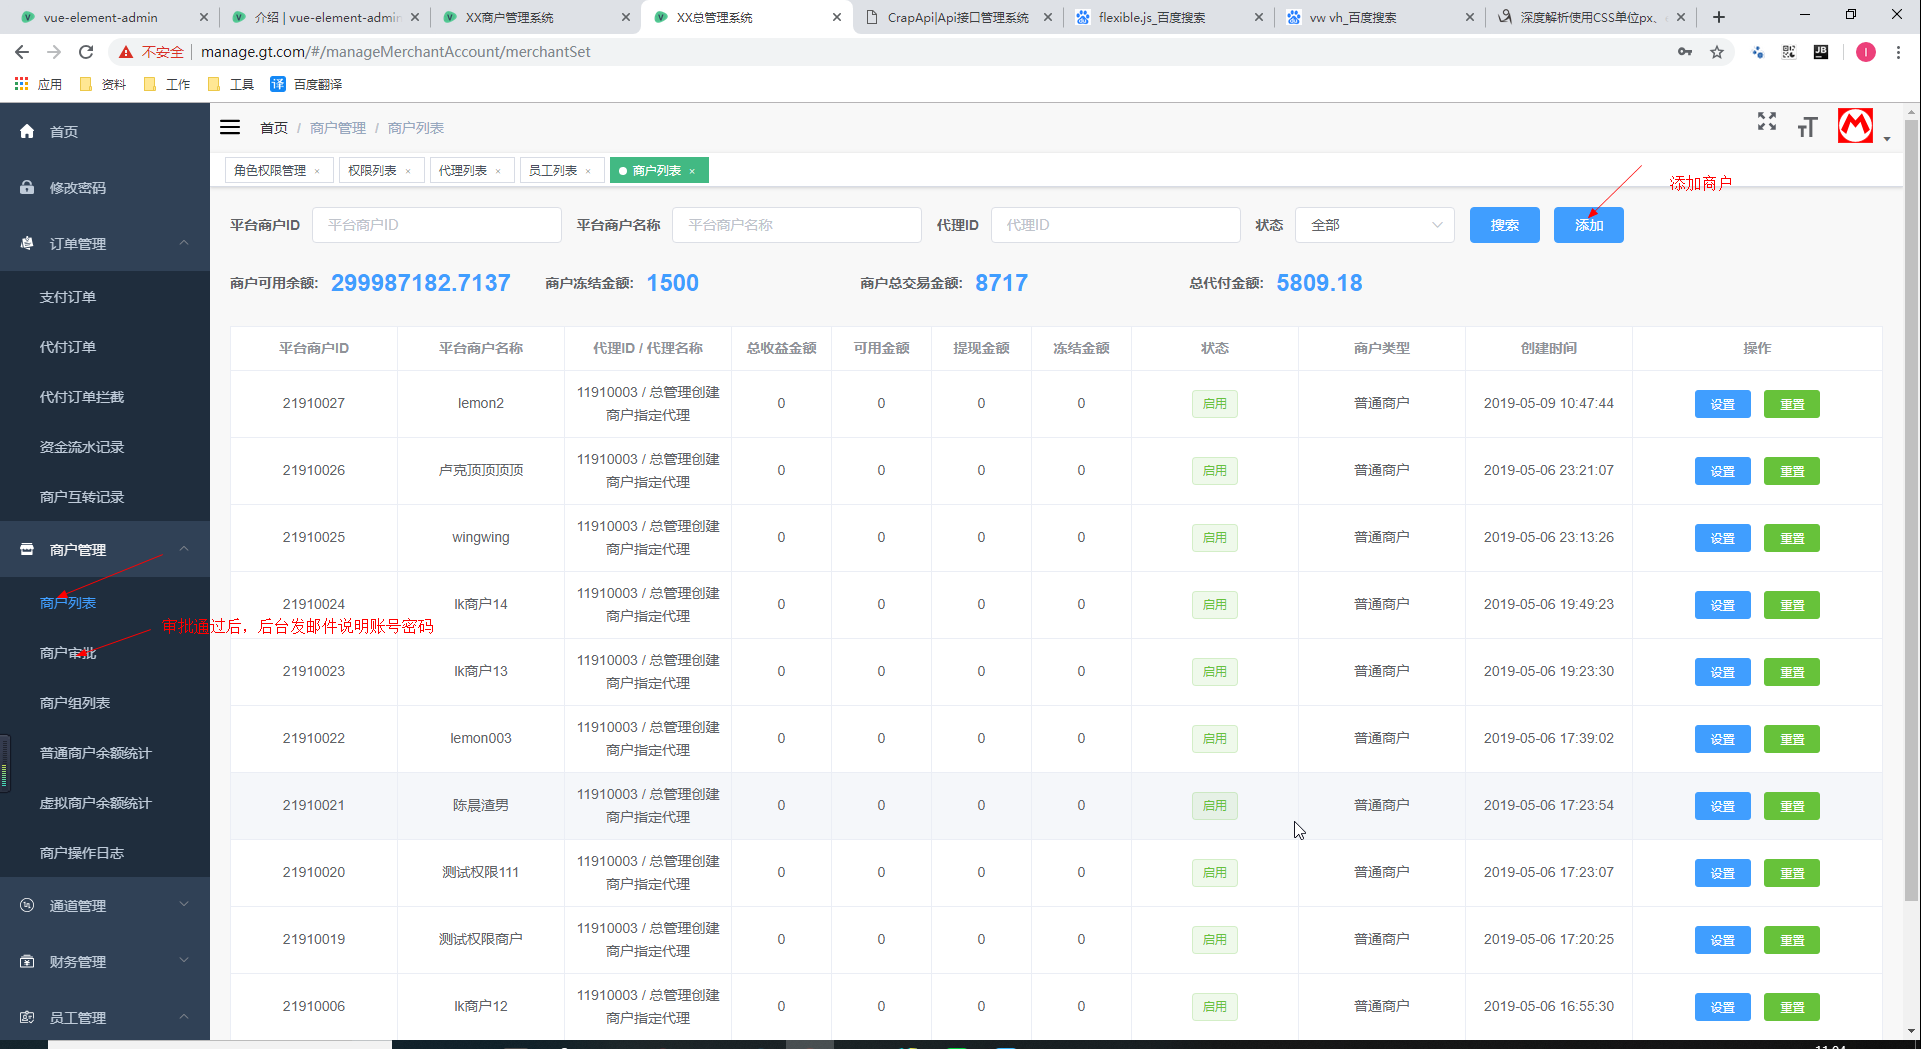 vue-element-admin
介绍 | vue-element-admin
XX商户管理系统
XX总管理系统
CrapApi|Api接口管理系统
flexible.js_百度搜索
vw vh_百度搜索
深度解析使用CSS单位px、
不安全 | manage.gt.com/#/manageMerchantAccount/merchantSet
应用 资料 工作 工具 译 百度翻译
首页
修改密码
订单管理
支付订单
代付订单
代付订单拦截
资金流水记录
商户互转记录
商户管理
商户列表
商户审批
商户组列表
普通商户余额统计
虚拟商户余额统计
商户操作日志
通道管理
财务管理
员工管理
审批通过后，后台发邮件说明账号密码
首页 / 商户管理 / 商户列表
角色权限管理 × 权限列表 × 代理列表 × 员工列表 × 商户列表 ×
添加商户
平台商户ID 平台商户ID 平台商户名称 平台商户名称 代理ID 代理ID 状态 全部 搜索 添加
商户可用余额: 299987182.7137 商户冻结金额: 1500 商户总交易金额: 8717 总代付金额: 5809.18
平台商户ID 平台商户名称 代理ID / 代理名称 总收益金额 可用金额 提现金额 冻结金额 状态 商户类型 创建时间 操作
21910027 lemon2 11910003 / 总管理创建商户指定代理 0 0 0 0 启用 普通商户 2019-05-09 10:47:44 设置 重置
21910026 卢克顶顶顶顶 11910003 / 总管理创建商户指定代理 0 0 0 0 启用 普通商户 2019-05-06 23:21:07 设置 重置
21910025 wingwing 11910003 / 总管理创建商户指定代理 0 0 0 0 启用 普通商户 2019-05-06 23:13:26 设置 重置
21910024 lk商户14 11910003 / 总管理创建商户指定代理 0 0 0 0 启用 普通商户 2019-05-06 19:49:23 设置 重置
21910023 lk商户13 11910003 / 总管理创建商户指定代理 0 0 0 0 启用 普通商户 2019-05-06 19:23:30 设置 重置
21910022 lemon003 11910003 / 总管理创建商户指定代理 0 0 0 0 启用 普通商户 2019-05-06 17:39:02 设置 重置
21910021 陈晨渣男 11910003 / 总管理创建商户指定代理 0 0 0 0 启用 普通商户 2019-05-06 17:23:54 设置 重置
21910020 测试权限111 11910003 / 总管理创建商户指定代理 0 0 0 0 启用 普通商户 2019-05-06 17:23:07 设置 重置
21910019 测试权限商户 11910003 / 总管理创建商户指定代理 0 0 0 0 启用 普通商户 2019-05-06 17:20:25 设置 重置
21910006 lk商户12 11910003 / 总管理创建商户指定代理 0 0 0 0 启用 普通商户 2019-05-06 16:55:30 设置 重置